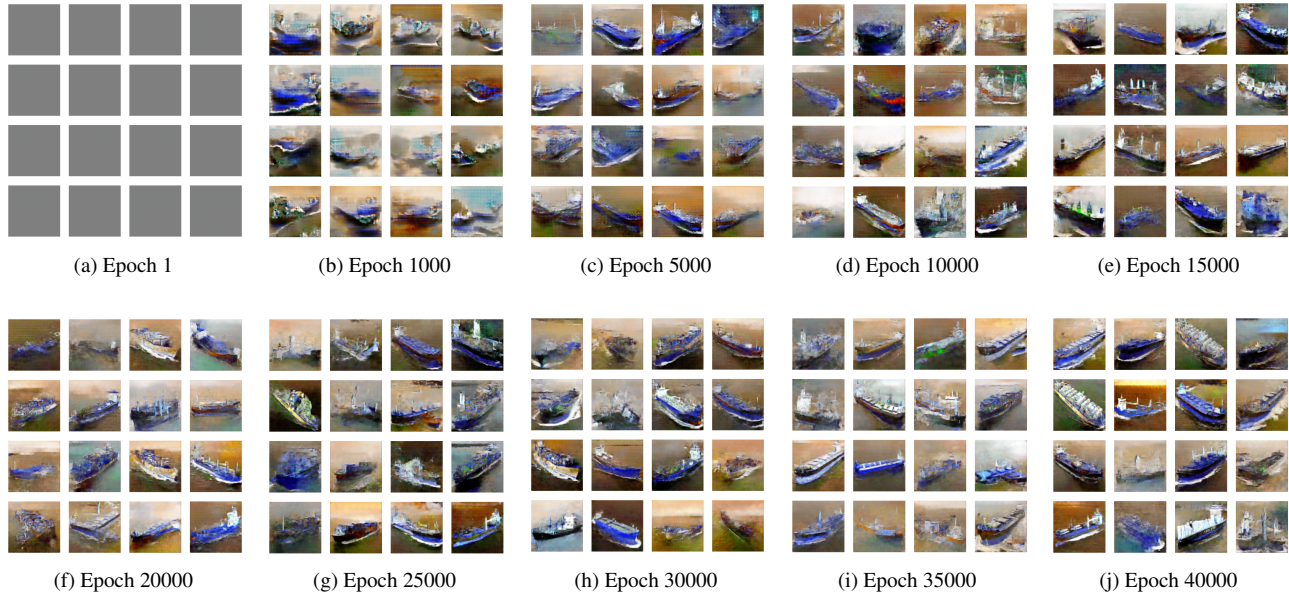 (a) Epoch 1
(b) Epoch 1000
(c) Epoch 5000
(d) Epoch 10000
(e) Epoch 15000
(f) Epoch 20000
(g) Epoch 25000
(h) Epoch 30000
(i) Epoch 35000
(j) Epoch 40000